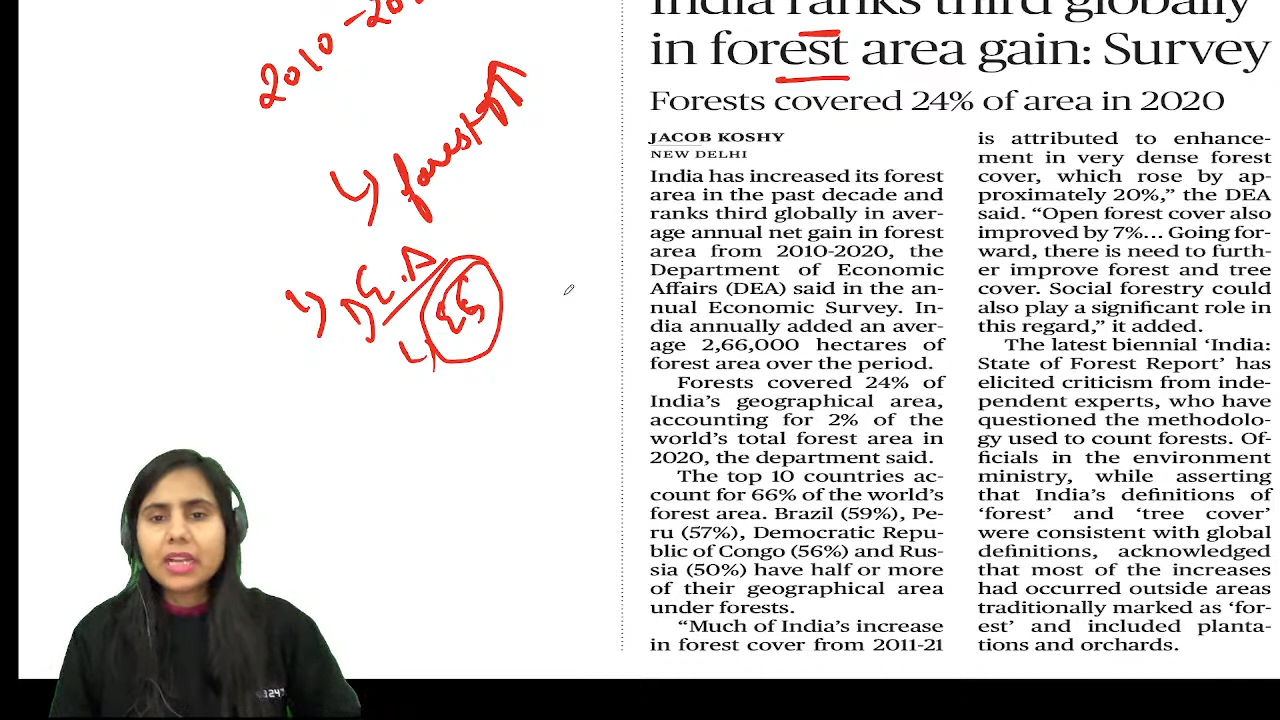 2010-20
forest
D.E.A
ES
India ranks third globally
in forest area gain: Survey
Forests covered 24% of area in 2020
JACOB KOSHY
NEW DELHI
India has increased its forest
area in the past decade and
ranks third globally in aver-
age annual net gain in forest
area from 2010-2020, the
Department of Economic
Affairs (DEA) said in the an-
nual Economic Survey. In-
dia annually added an aver-
age 2,66,000 hectares of
forest area over the period.
Forests covered 24% of
India's geographical area,
accounting for 2% of the
world's total forest area in
2020, the department said.
The top 10 countries ac-
count for 66% of the world's
forest area. Brazil (59%), Pe-
ru (57%), Democratic Repu-
blic of Congo (56%) and Rus-
sia (50%) have half or more
of their geographical area
under forests.
“Much of India's increase
in forest cover from 2011-21
is attributed to enhance-
ment in very dense forest
cover, which rose by ap-
proximately 20%,” the DEA
said. “Open forest cover also
improved by 7%... Going for-
ward, there is need to furth-
er improve forest and tree
cover. Social forestry could
also play a significant role in
this regard,” it added.
The latest biennial ‘India:
State of Forest Report’ has
elicited criticism from inde-
pendent experts, who have
questioned the methodolo-
gy used to count forests. Of-
ficials in the environment
ministry, while asserting
that India's definitions of
‘forest’ and ‘tree cover’
were consistent with global
definitions, acknowledged
that most of the increases
had occurred outside areas
traditionally marked as ‘for-
est’ and included planta-
tions and orchards.